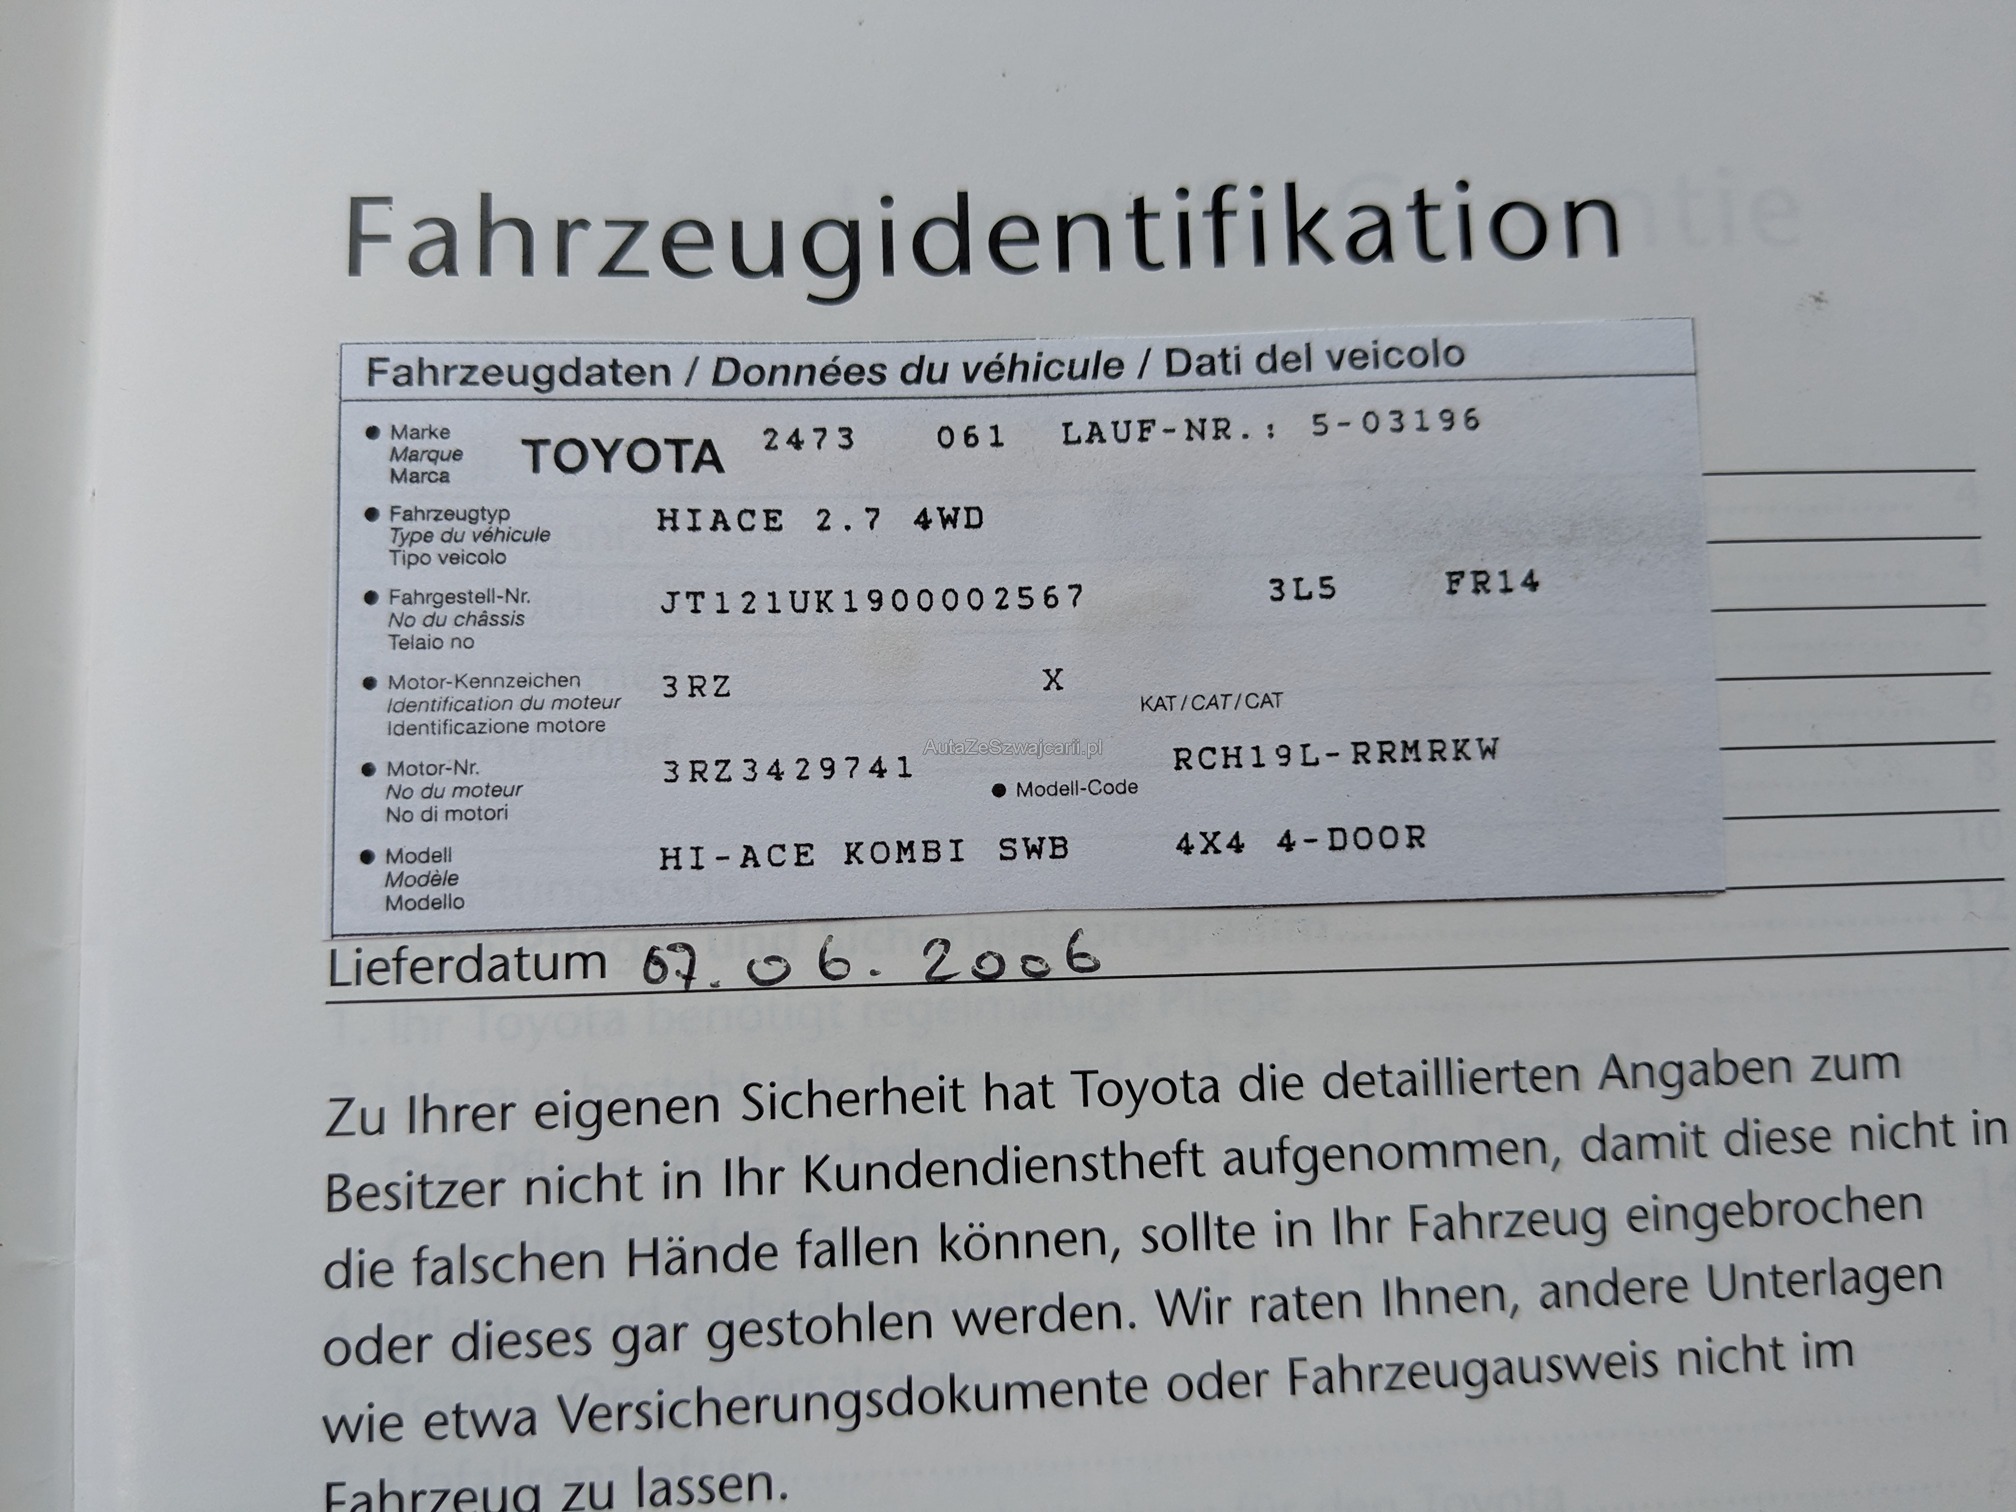 Fahrzeugidentifikation
Fahrzeugdaten / Données du véhicule / Dati del veicolo
● Marke
Marque
Marca
TOYOTA 2473 061 LAUF-NR.: 5-03196
● Fahrzeugtyp
Type du véhicule
Tipo veicolo
HIACE 2.7 4WD
● Fahrgestell-Nr.
No du châssis
Telaio no
JT121UK1900002567 3L5 FR14
● Motor-Kennzeichen
Identification du moteur
Identificazione motore
3RZ X KAT/CAT/CAT
AutaZeSzwajcarii.pl
● Motor-Nr.
No du moteur
No di motori
3RZ3429741 ● Modell-Code RCH19L-RRMRKW
● Modell
Modèle
Modello
HI-ACE KOMBI SWB 4X4 4-DOOR
Lieferdatum 07.06.2006
Zu Ihrer eigenen Sicherheit hat Toyota die detaillierten Angaben zum
Besitzer nicht in Ihr Kundendienstheft aufgenommen, damit diese nicht in
die falschen Hände fallen können, sollte in Ihr Fahrzeug eingebrochen
oder dieses gar gestohlen werden. Wir raten Ihnen, andere Unterlagen
wie etwa Versicherungsdokumente oder Fahrzeugausweis nicht im
Fahrzeug zu lassen.